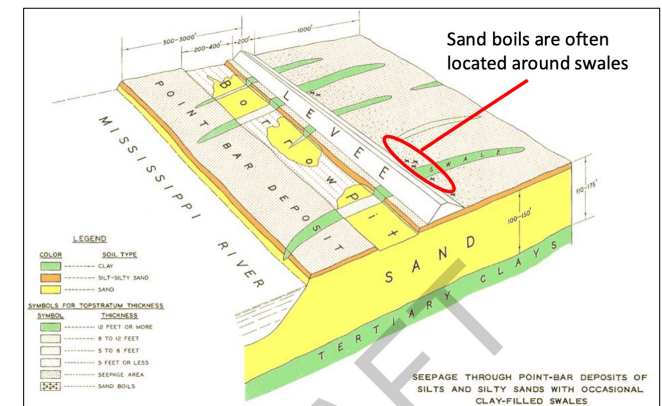 Sand boils are often
located around swales
500-3000'
200-400'
200'
1000'
POINT BAR DEPOSIT
Borrow Pit
LEVEE
SWALE
MISSISSIPPI RIVER
110-175'
100-150'
SAND
TERTIARY CLAYS
LEGEND
COLOR SOIL TYPE
CLAY
SILT-SILTY SAND
SAND
SYMBOLS FOR TOPSTRATUM THICKNESS
SYMBOL THICKNESS
12 FEET OR MORE
8 TO 12 FEET
5 TO 8 FEET
5 FEET OR LESS
SEEPAGE AREA
SAND BOILS
SEEPAGE THROUGH POINT-BAR DEPOSITS OF
SILTS AND SILTY SANDS WITH OCCASIONAL
CLAY-FILLED SWALES
AFT